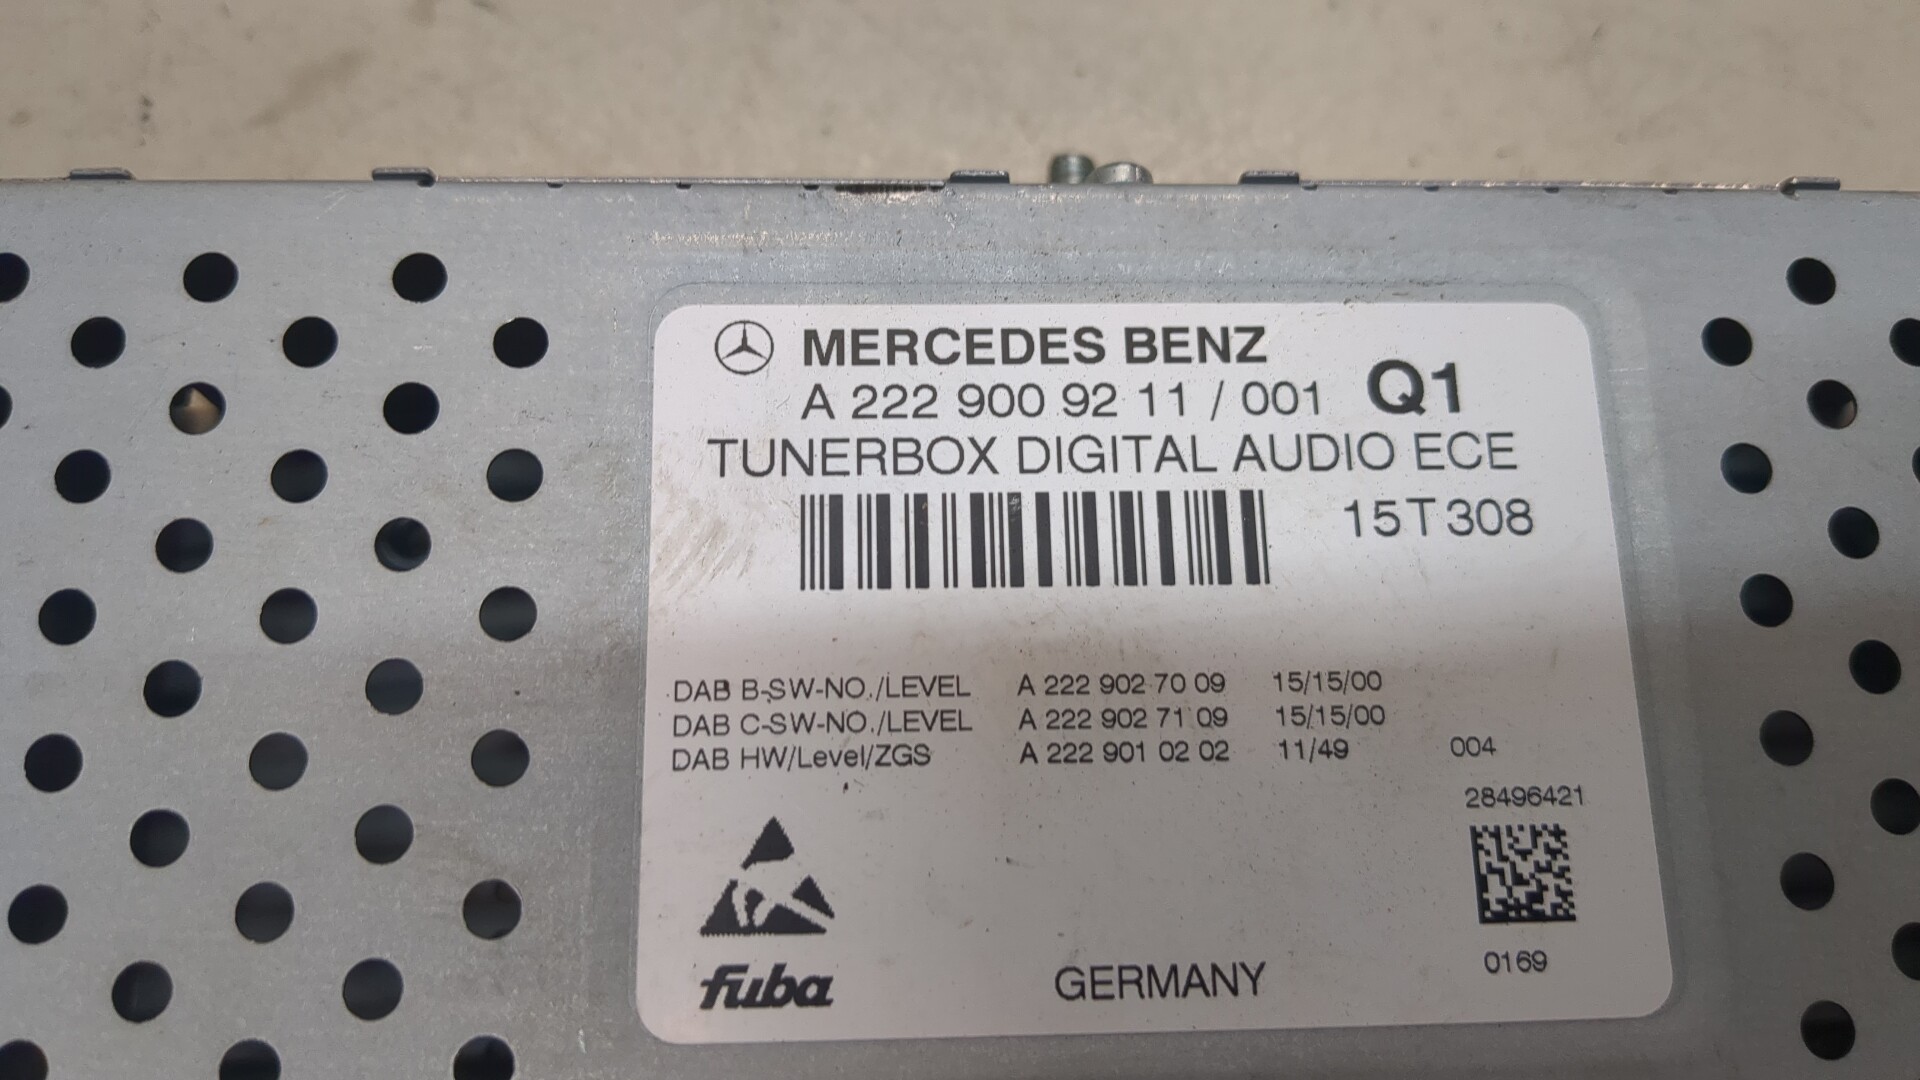 MERCEDES BENZ
A 222 900 92 11 / 001 Q1
TUNERBOX DIGITAL AUDIO ECE
15T308
DAB B-SW-NO./LEVEL A 222 902 70 09 15/15/00
DAB C-SW-NO./LEVEL A 222 902 71 09 15/15/00
DAB HW/Level/ZGS A 222 901 02 02 11/49 004
28496421
0169
fuba GERMANY